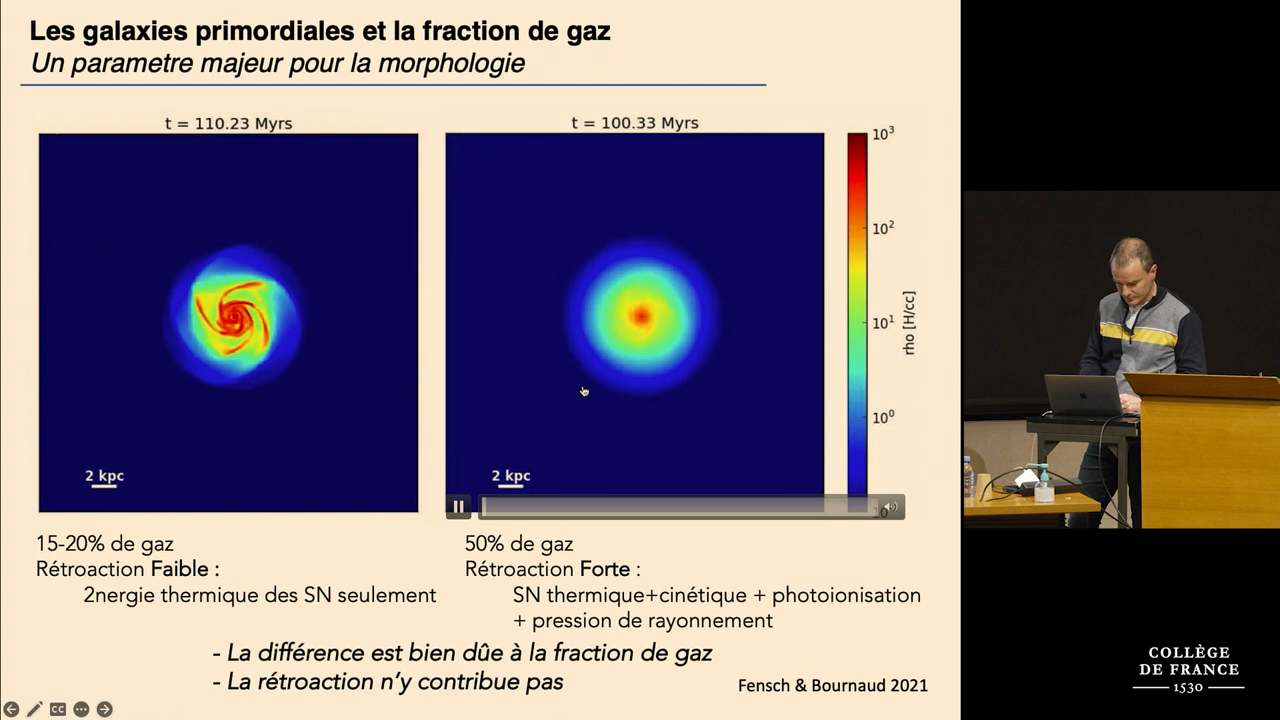 Les galaxies primordiales et la fraction de gaz
Un parametre majeur pour la morphologie
t = 110.23 Myrs
t = 100.33 Myrs
10³
10²
10¹
10⁰
rho [H/cc]
2 kpc
2 kpc
10
15-20% de gaz
50% de gaz
Rétroaction Faible :
Rétroaction Forte :
2nergie thermique des SN seulement
SN thermique+cinétique + photoionisation
+ pression de rayonnement
- La différence est bien dûe à la fraction de gaz
- La rétroaction n'y contribue pas
Fensch & Bournaud 2021
CC
COLLÈGE
DE FRANCE
1530